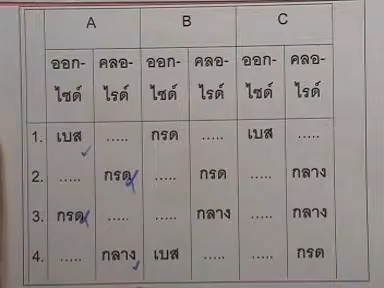 A B C
ออก- คลอ- ออก- คลอ- ออก- คลอ-
ไซด์ ไรด์ ไซด์ ไรด์ ไซด์ ไรด์
1. เบส ..... กรด ..... เบส .....
2. ..... กรด ..... กรด ..... กลาง
3. กรด ..... ..... กลาง ..... กลาง
4. ..... กลาง เบส ..... ..... กรด